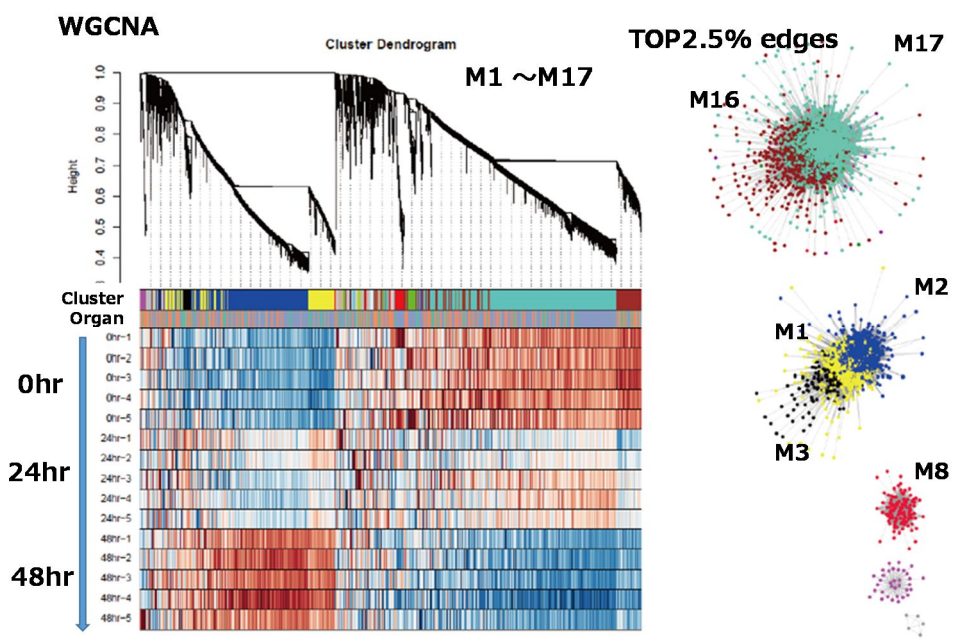 WGCNA
Cluster Dendrogram
M1 ～M17
Height
1.0
0.9
0.8
0.7
0.6
0.5
0.4
Cluster
Organ
0hr
24hr
48hr
0hr-1
0hr-2
0hr-3
0hr-4
0hr-5
24hr-1
24hr-2
24hr-3
24hr-4
24hr-5
48hr-1
48hr-2
48hr-3
48hr-4
48hr-5
TOP2.5% edges
M17
M16
M2
M1
M3
M8